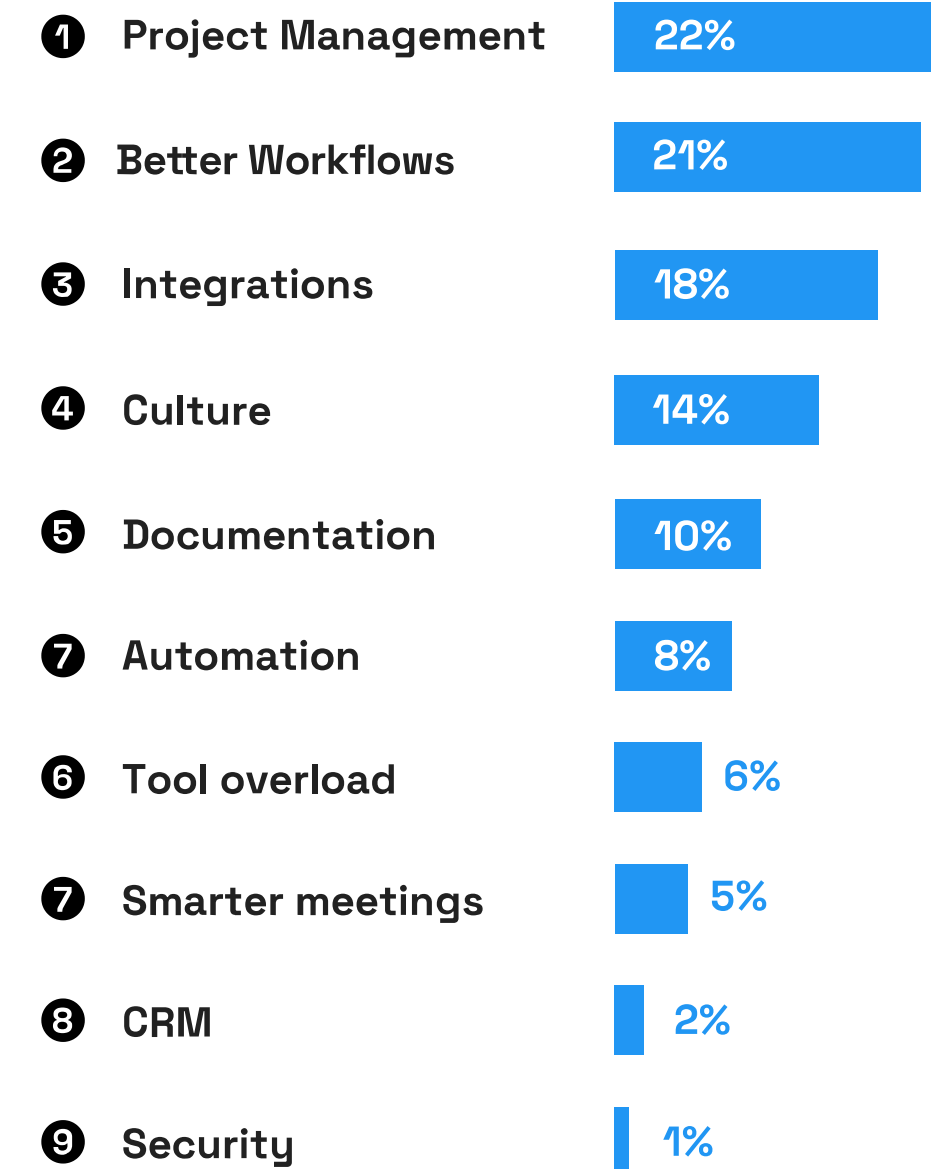 1 Project Management 22%
2 Better Workflows 21%
3 Integrations 18%
4 Culture 14%
5 Documentation 10%
7 Automation 8%
6 Tool overload 6%
7 Smarter meetings 5%
8 CRM 2%
9 Security 1%